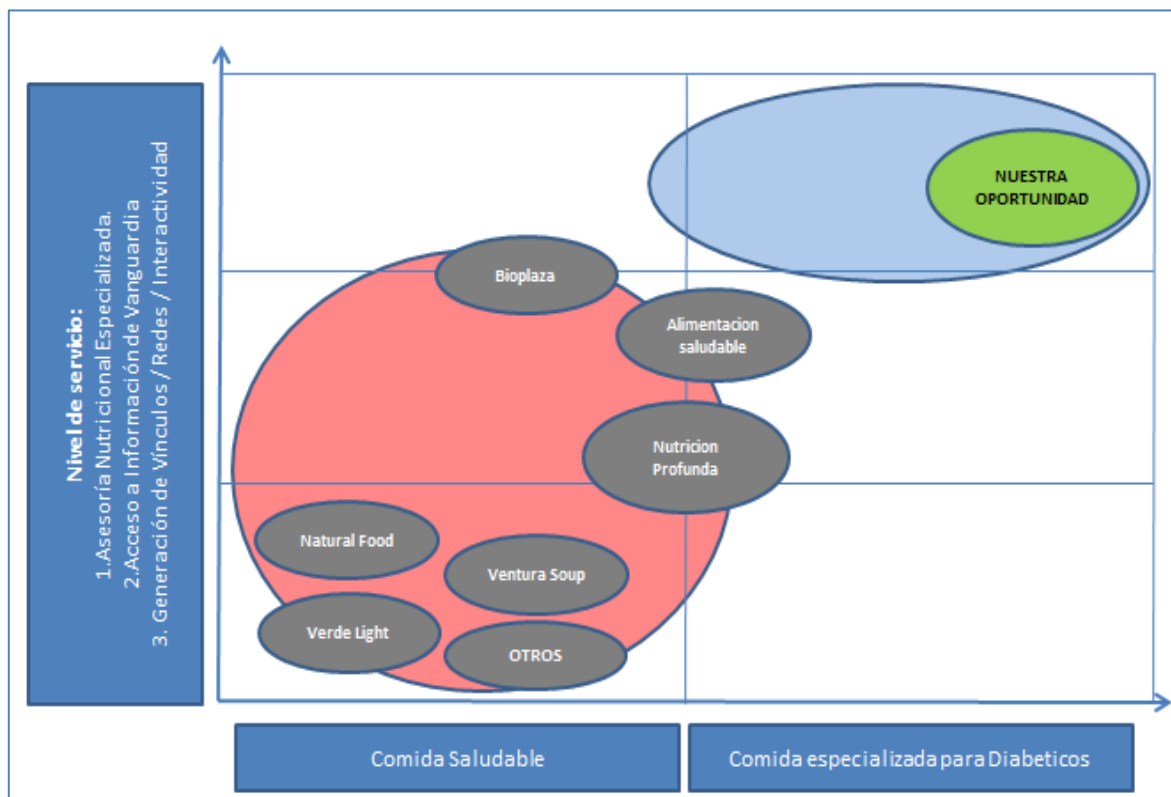 Nivel de servicio:
1.Asesoría Nutricional Especializada.
2.Acceso a Información de Vanguardia
3. Generación de Vínculos / Redes / Interactividad
NUESTRA
OPORTUNIDAD
Bioplaza
Alimentacion
saludable
Nutricion
Profunda
Natural Food
Ventura Soup
Verde Light
OTROS
Comida Saludable
Comida especializada para Diabeticos